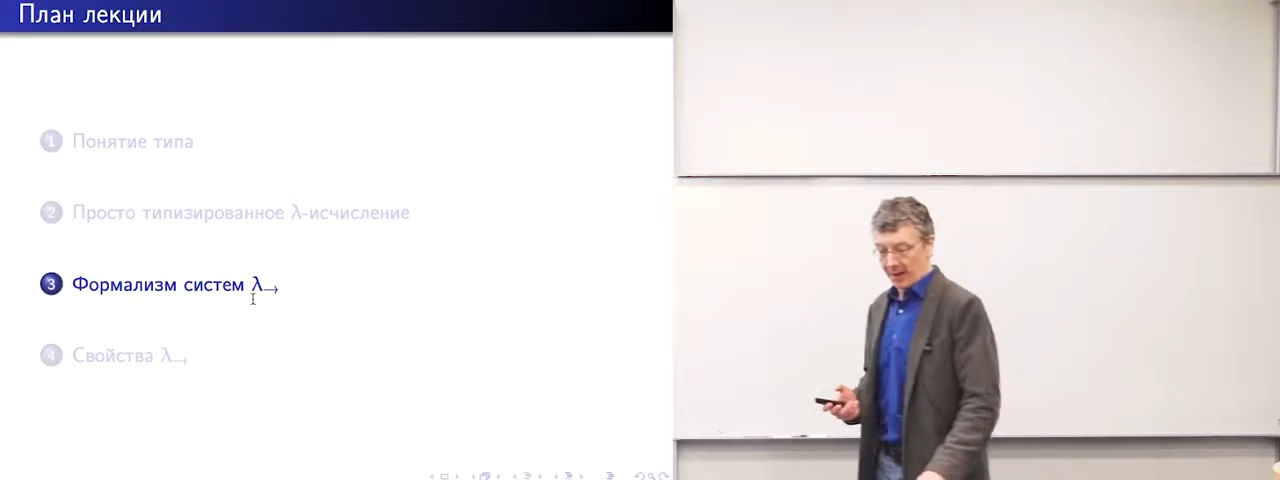 План лекции
1 Понятие типа
2 Просто типизированное λ-исчисление
3 Формализм систем λ→
4 Свойства λ→